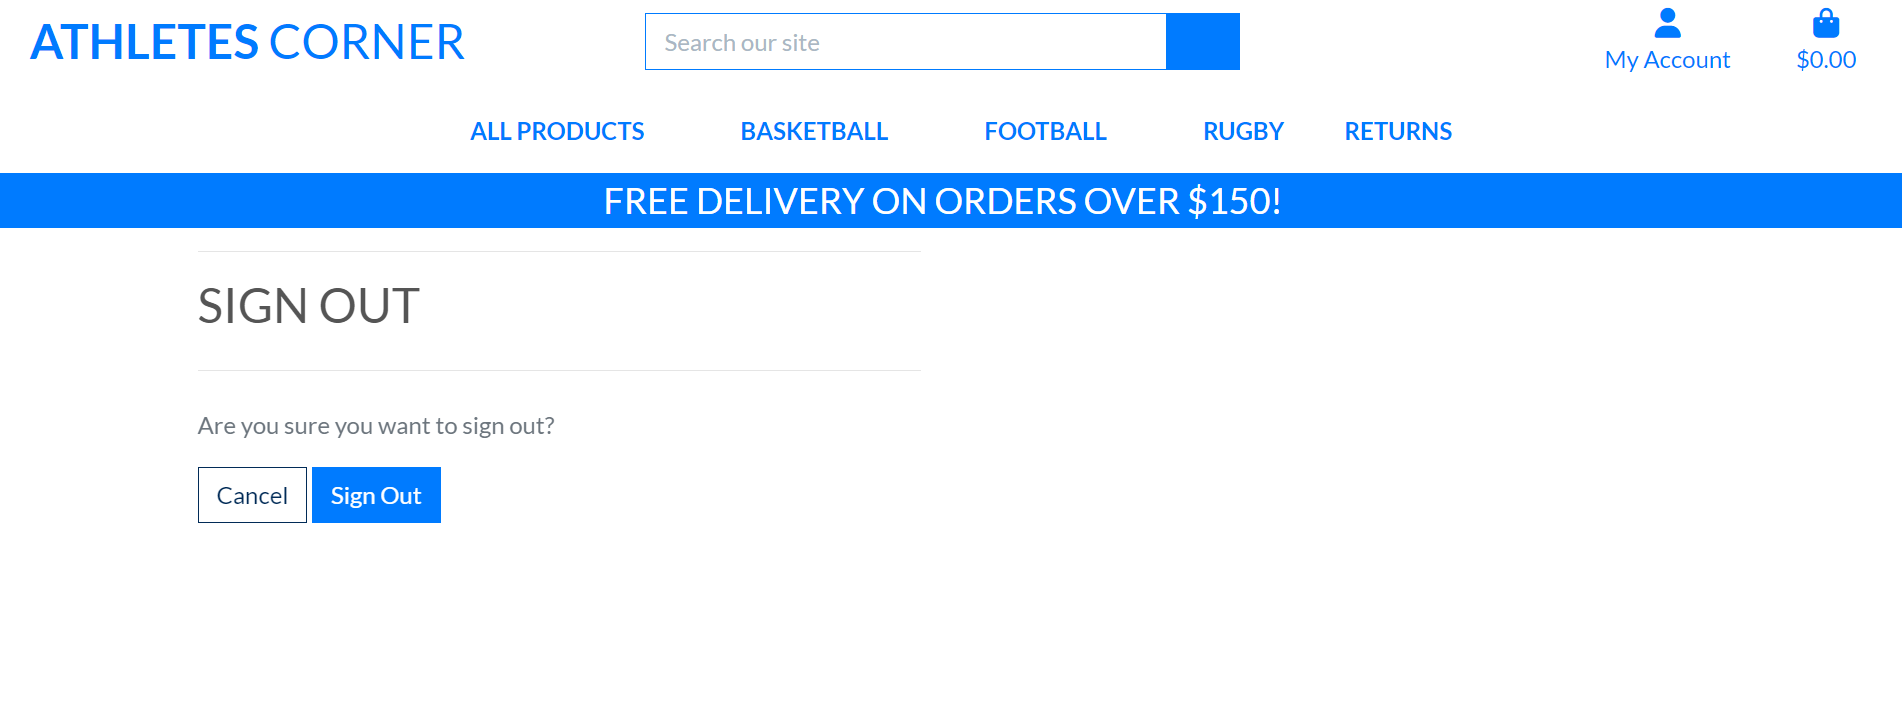 ATHLETES CORNER
Search our site
My Account
$0.00
ALL PRODUCTS
BASKETBALL
FOOTBALL
RUGBY
RETURNS
FREE DELIVERY ON ORDERS OVER $150!
SIGN OUT
Are you sure you want to sign out?
Cancel
Sign Out